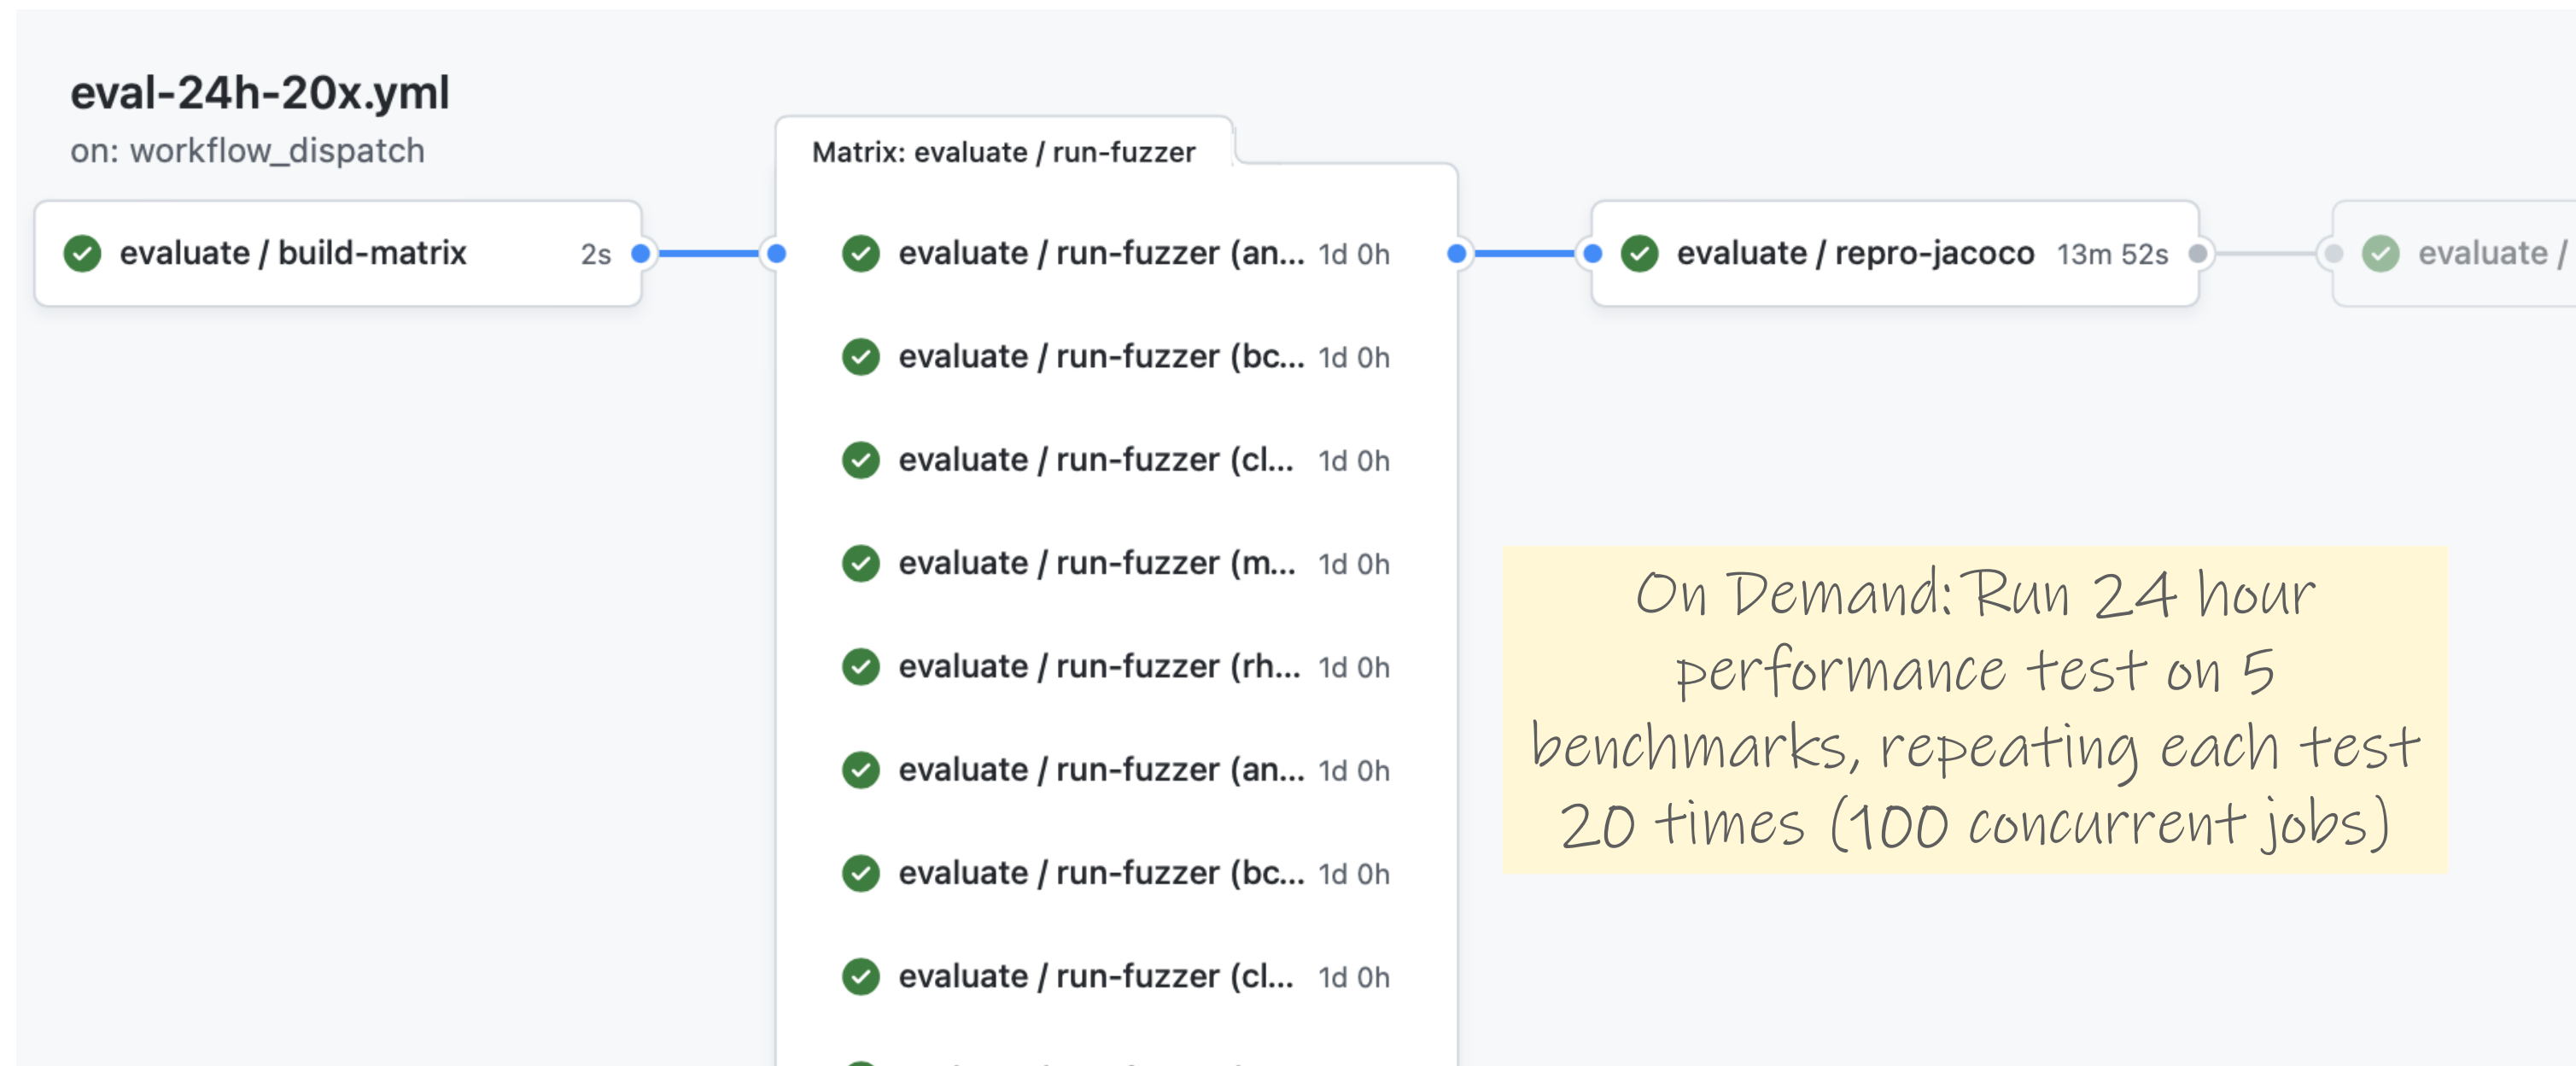 eval-24h-20x.yml
on: workflow_dispatch
evaluate / build-matrix 2s
Matrix: evaluate / run-fuzzer
evaluate / run-fuzzer (an... 1d 0h
evaluate / run-fuzzer (bc... 1d 0h
evaluate / run-fuzzer (cl... 1d 0h
evaluate / run-fuzzer (m... 1d 0h
evaluate / run-fuzzer (rh... 1d 0h
evaluate / run-fuzzer (an... 1d 0h
evaluate / run-fuzzer (bc... 1d 0h
evaluate / run-fuzzer (cl... 1d 0h
evaluate / repro-jacoco 13m 52s
evaluate /
On Demand: Run 24 hour
performance test on 5
benchmarks, repeating each test
20 times (100 concurrent jobs)